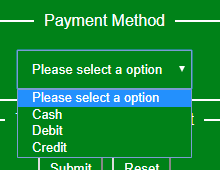 Payment Method
Please select a option
Please select a option
Cash
Debit
Credit
Submit Reset